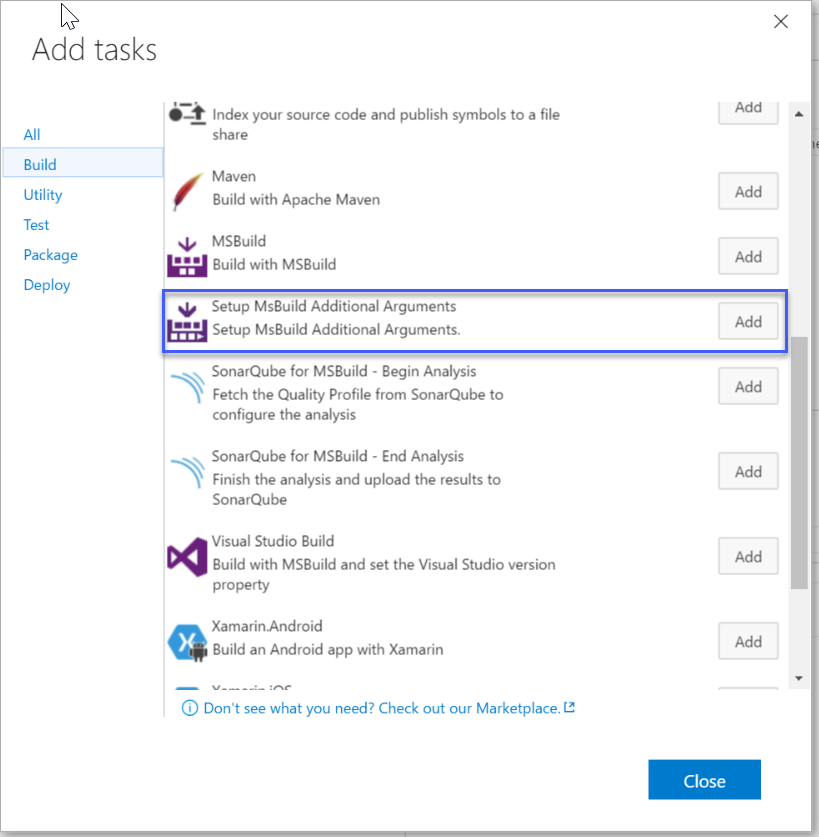 Add tasks
All
Build
Utility
Test
Package
Deploy
Index your source code and publish symbols to a file
share
Add
Maven
Build with Apache Maven
Add
MSBuild
Build with MSBuild
Add
Setup MsBuild Additional Arguments
Setup MsBuild Additional Arguments.
Add
SonarQube for MSBuild - Begin Analysis
Fetch the Quality Profile from SonarQube to
configure the analysis
Add
SonarQube for MSBuild - End Analysis
Finish the analysis and upload the results to
SonarQube
Add
Visual Studio Build
Build with MSBuild and set the Visual Studio version
property
Add
Xamarin.Android
Build an Android app with Xamarin
Add
Xamarin.iOS
Don't see what you need? Check out our Marketplace.
Close